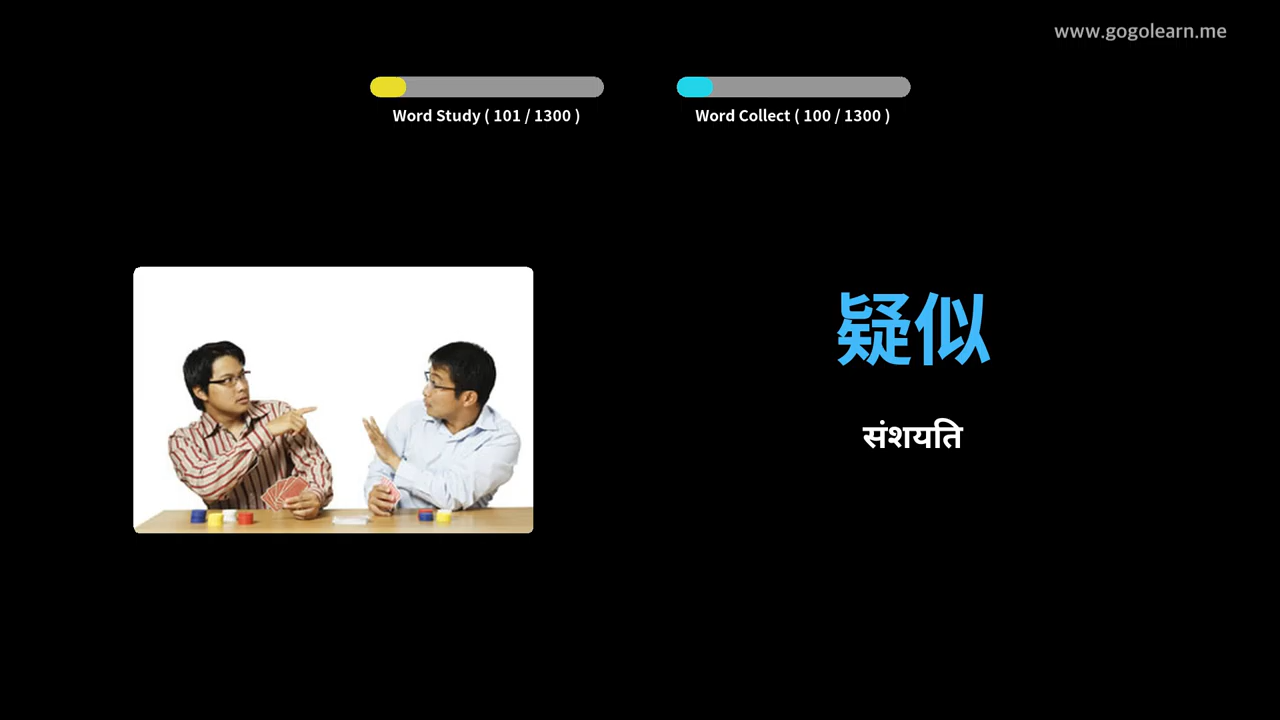 www.gogolearn.me
Word Study ( 101 / 1300 )
Word Collect ( 100 / 1300 )
疑似
संशयति